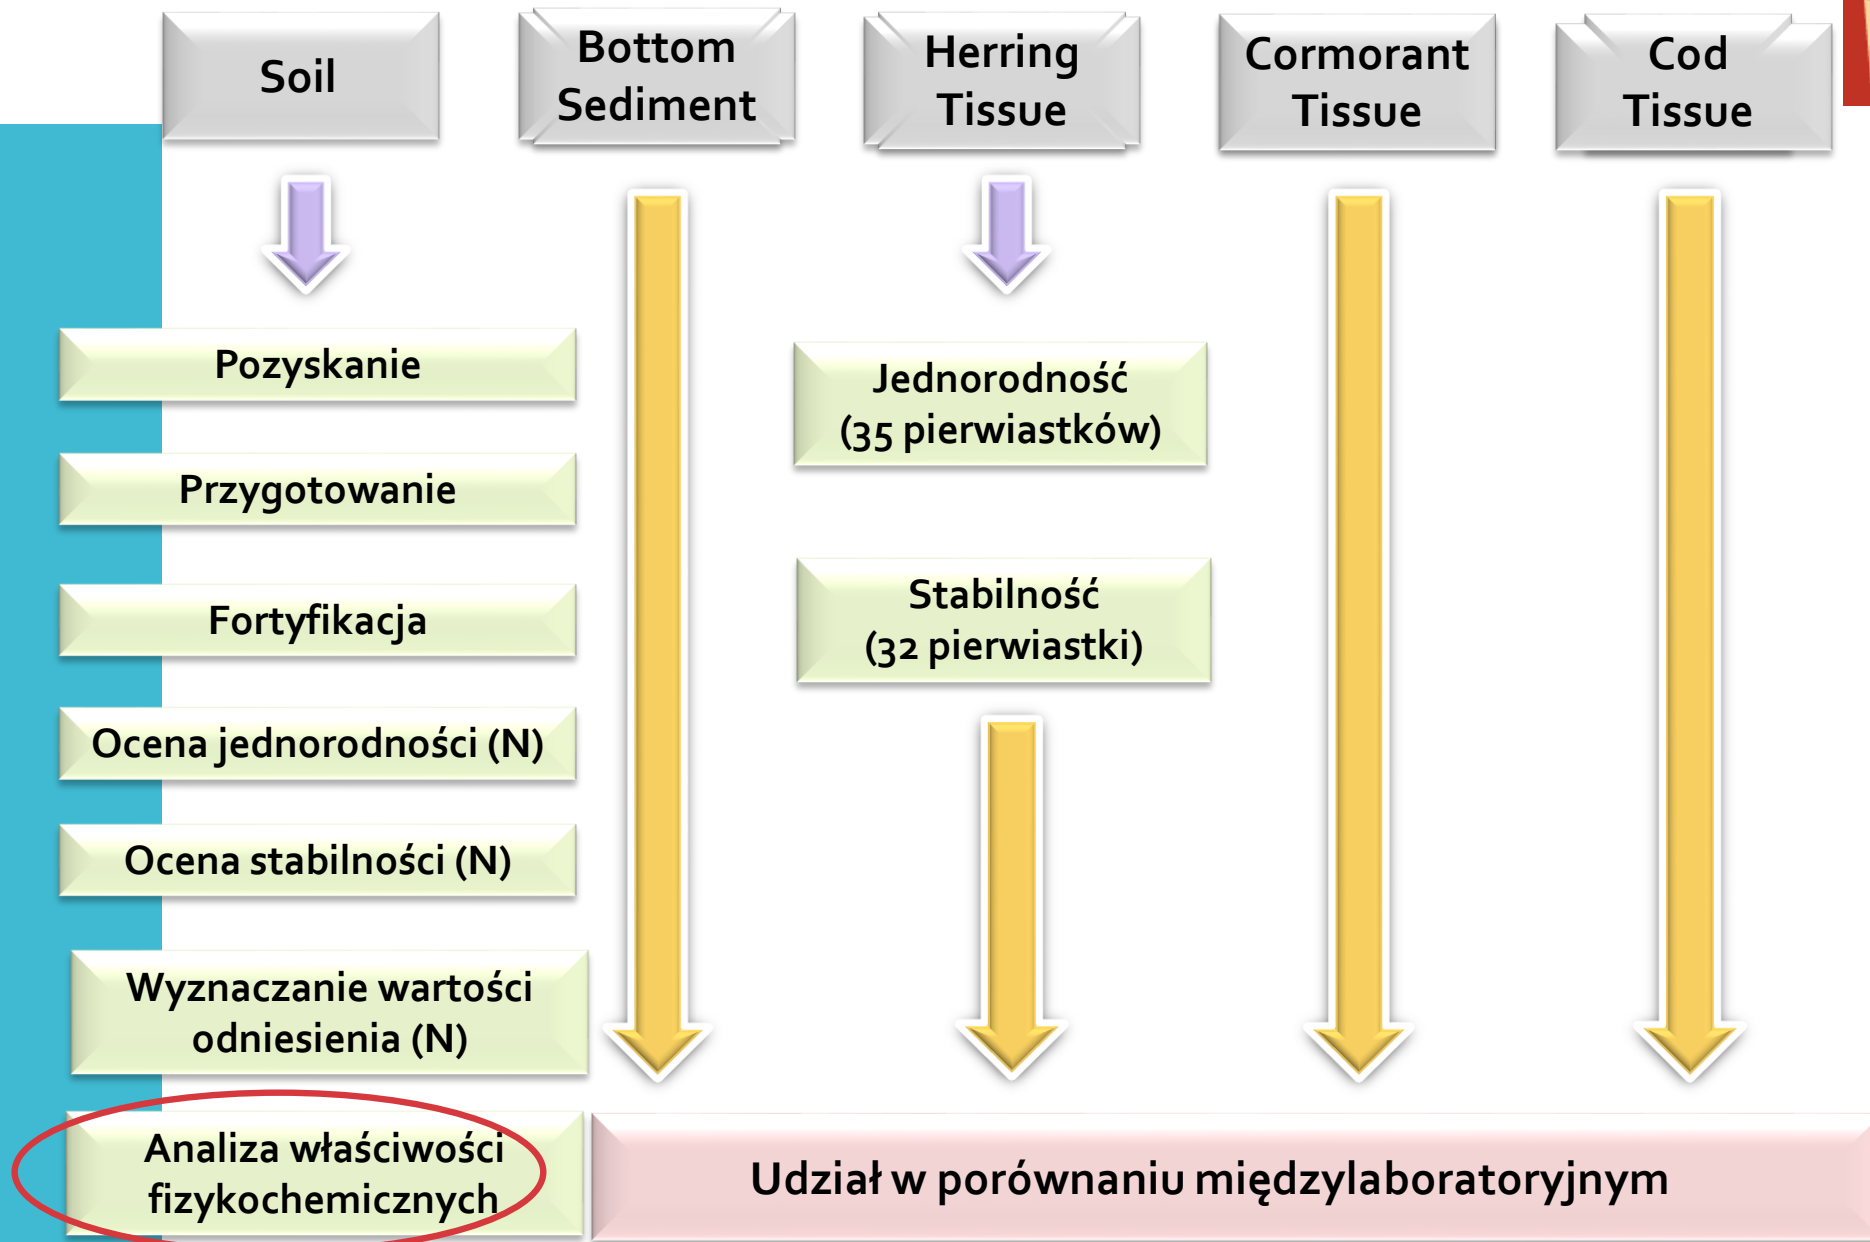 Soil
Bottom
Sediment
Herring
Tissue
Cormorant
Tissue
Cod
Tissue
Pozyskanie
Przygotowanie
Fortyfikacja
Ocena jednorodności (N)
Ocena stabilności (N)
Wyznaczanie wartości
odniesienia (N)
Analiza właściwości
fizykochemicznych
Jednorodność
(35 pierwiastków)
Stabilność
(32 pierwiastki)
Udział w porównaniu międzylaboratoryjnym